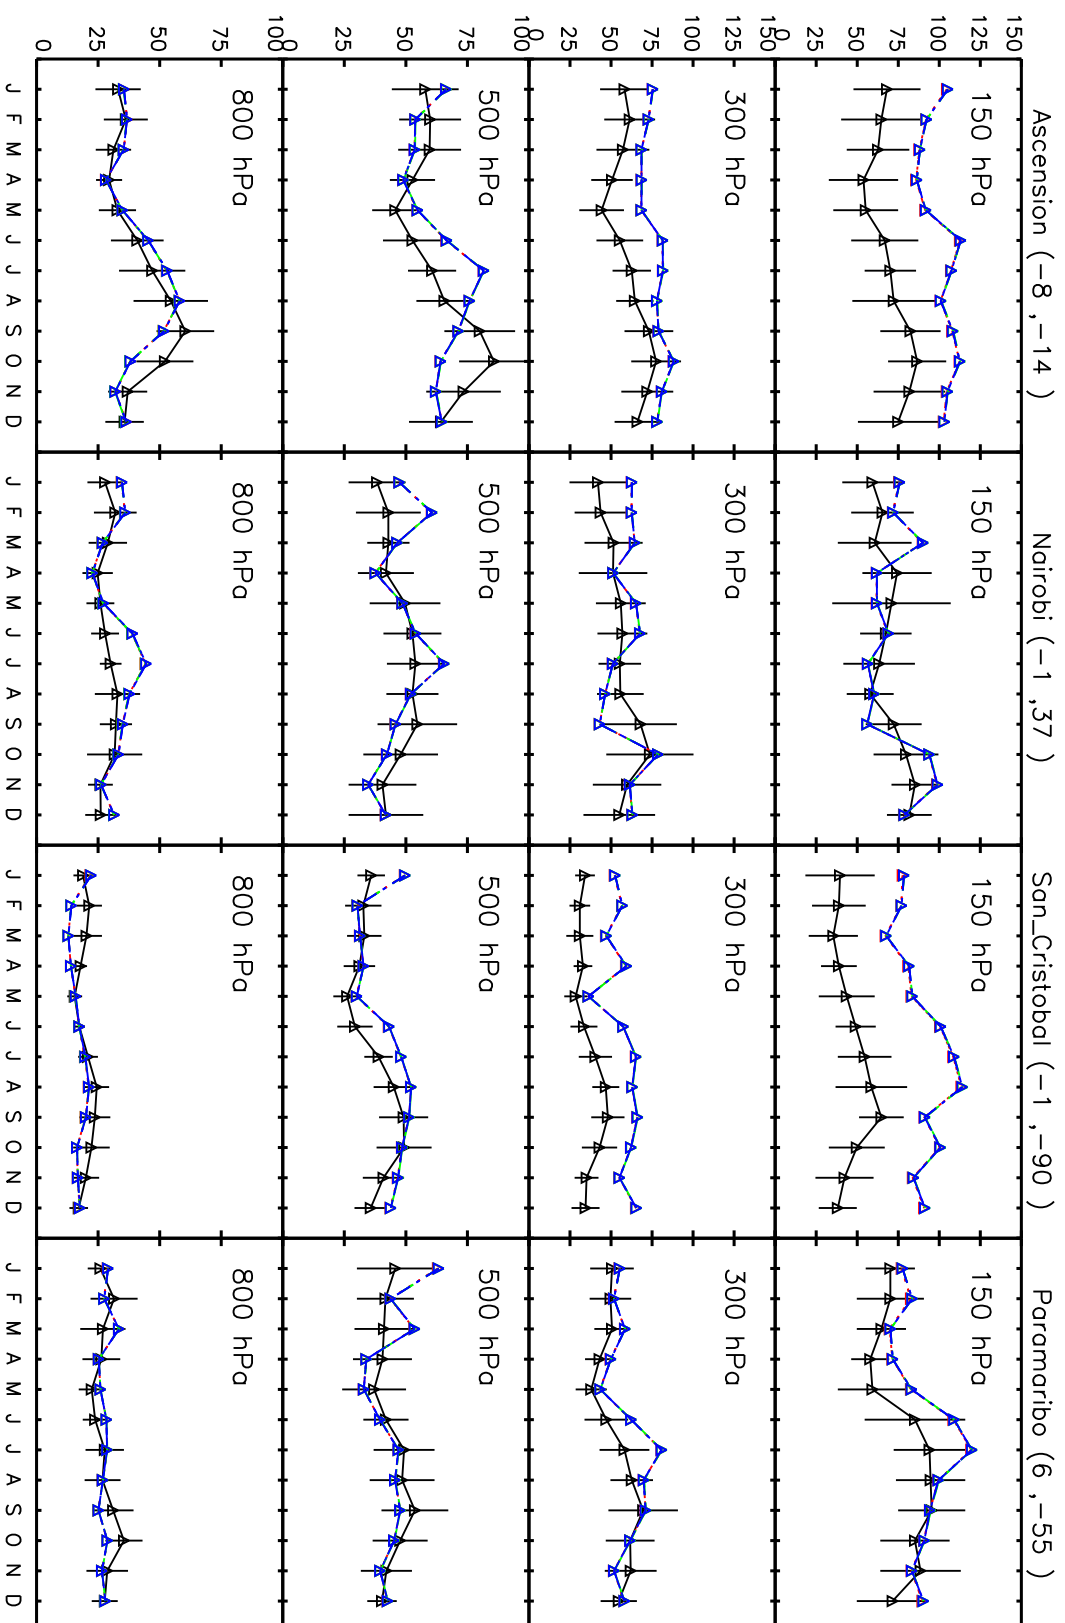 Ascension (−8 ,−14 )
Nairobi (−1 ,37 )
San_Cristobal (−1 ,−90 )
Paramaribo (6 ,−55 )
150
125
100
75
50
25
0
150 hPa
150 hPa
150 hPa
150 hPa
150
125
100
75
50
25
0
300 hPa
300 hPa
300 hPa
300 hPa
100
75
50
25
0
500 hPa
500 hPa
500 hPa
500 hPa
100
75
50
25
0
800 hPa
800 hPa
800 hPa
800 hPa
J F M A M J J A S O N D
J F M A M J J A S O N D
J F M A M J J A S O N D
J F M A M J J A S O N D